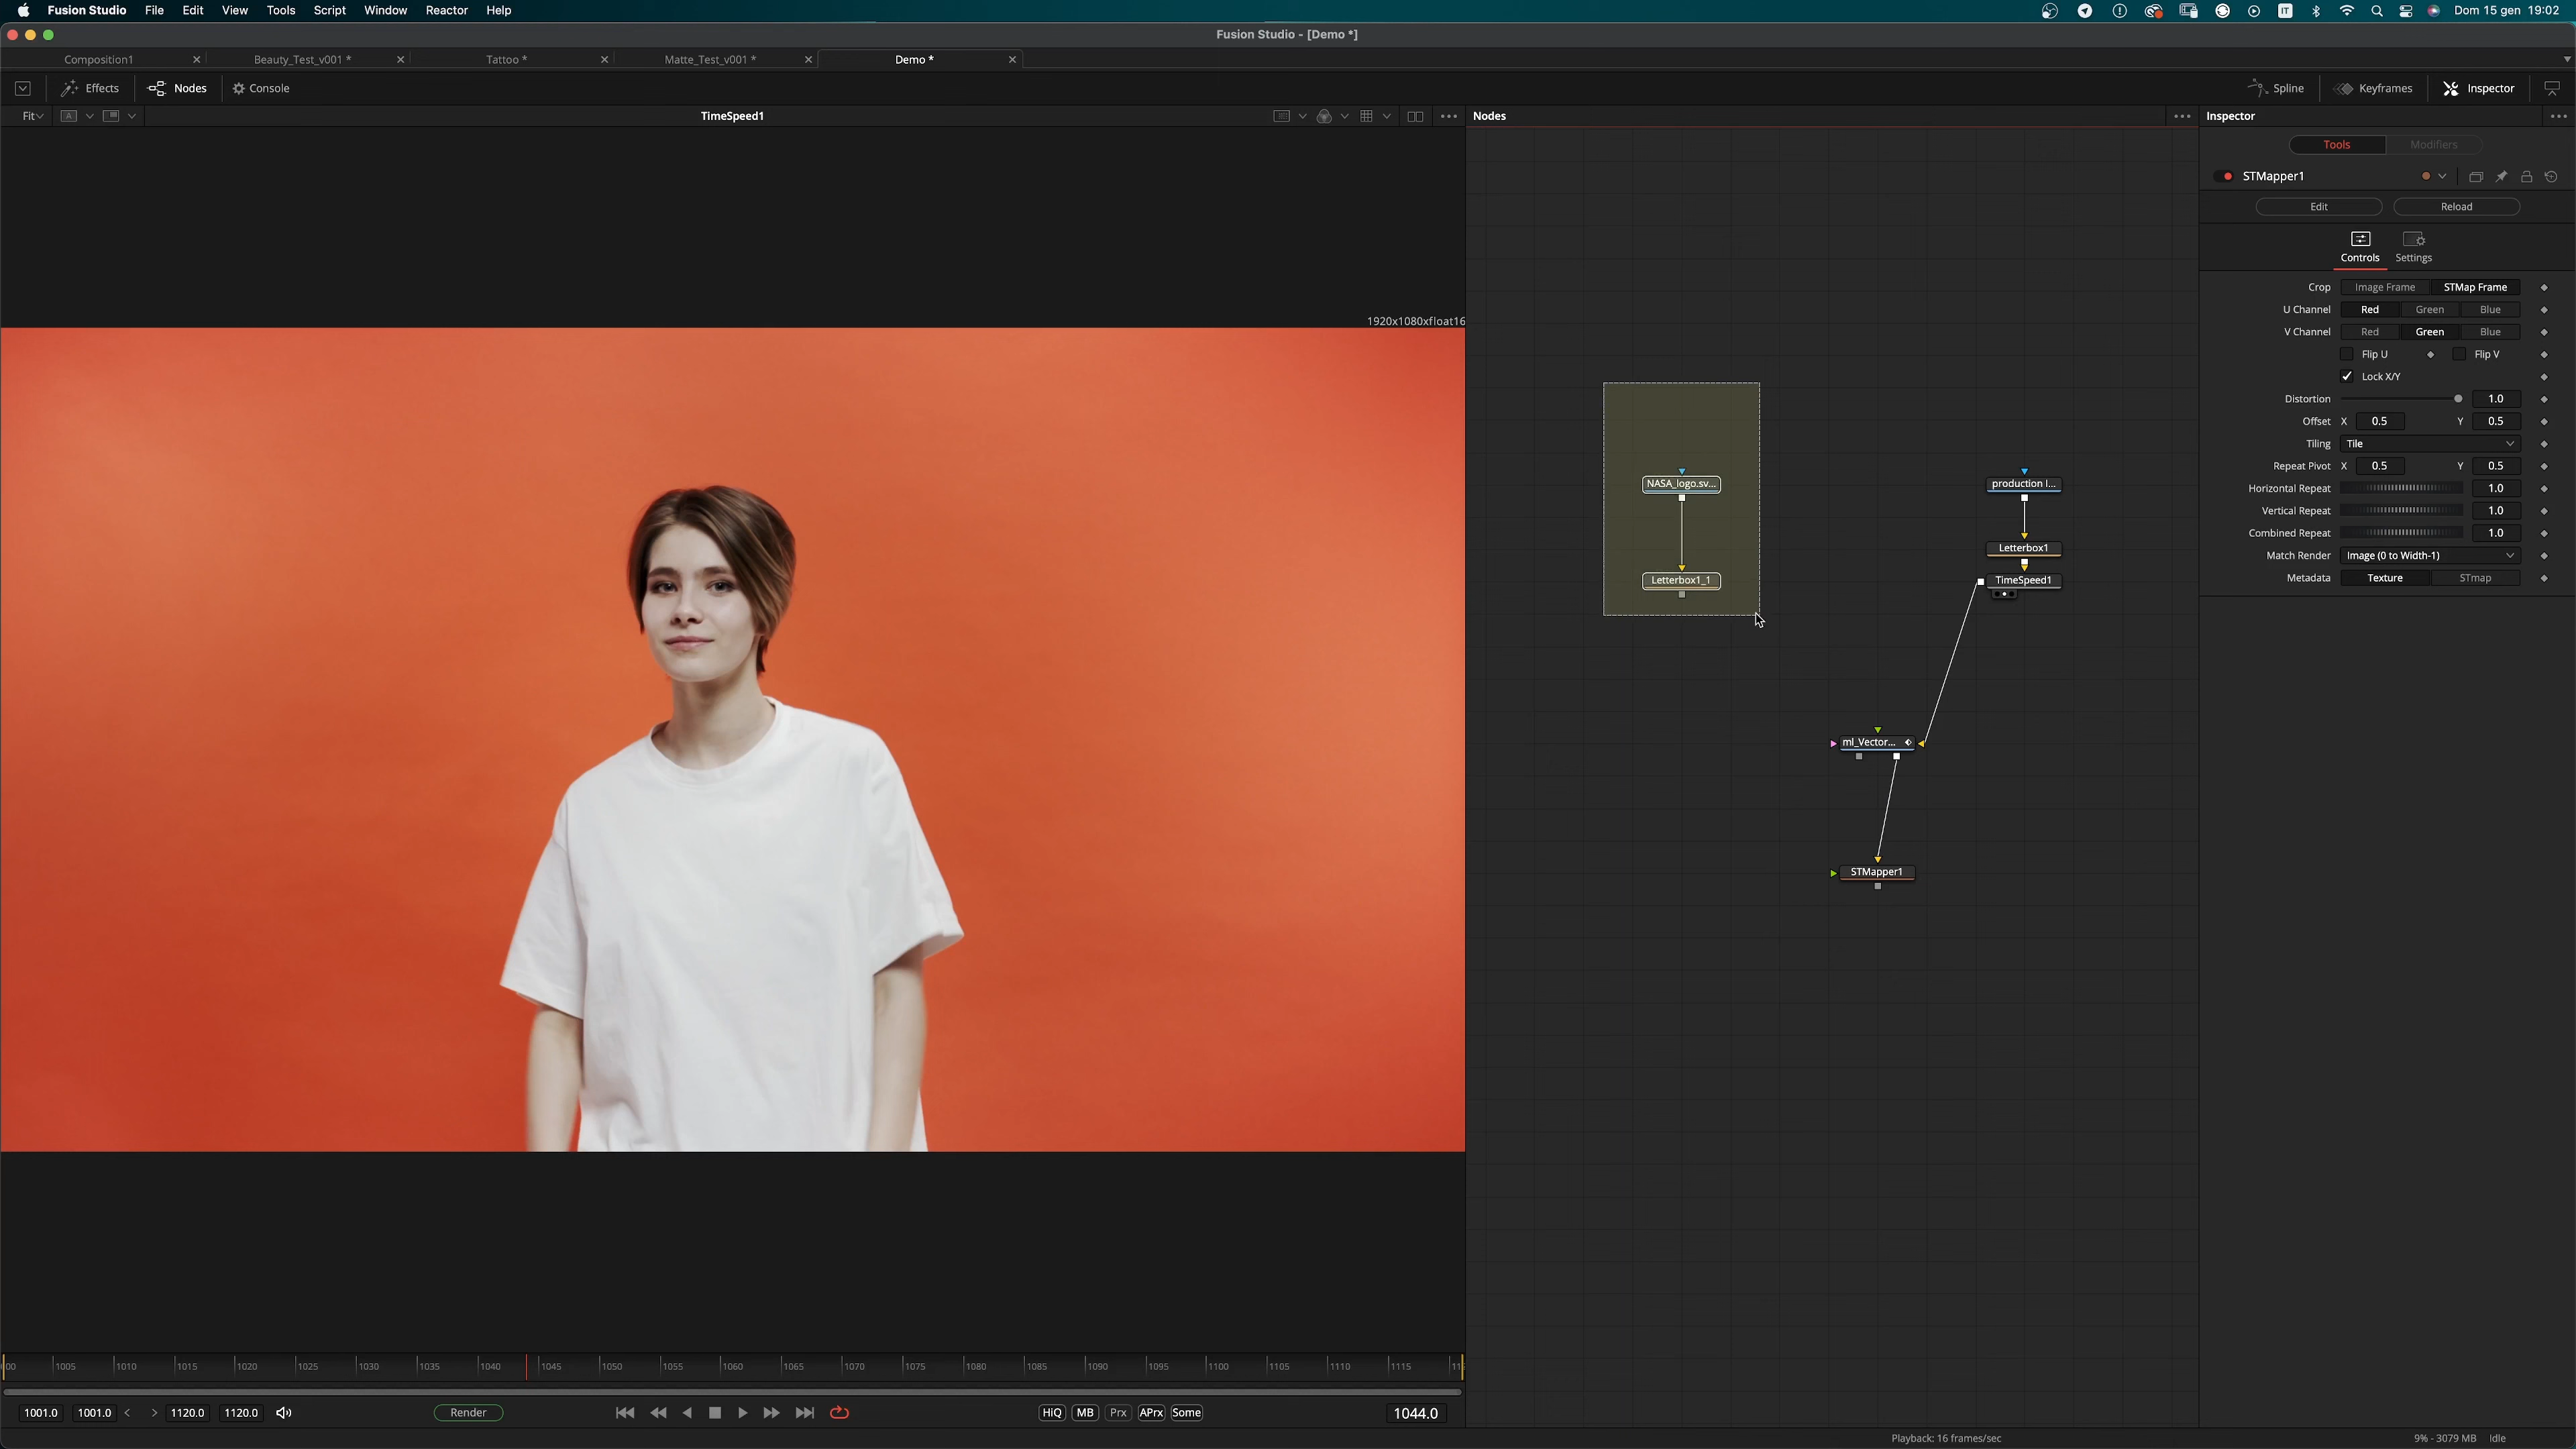 Fusion Studio File Edit View Tools Script Window Reactor Help IT Dom 15 gen 19:02
Fusion Studio - [Demo *]
Composition1 Beauty_Test_v001 * Tattoo * Matte_Test_v001 * Demo *
Effects Nodes Console Spline Keyframes Inspector
Fit A TimeSpeed1 Nodes Inspector
Tools Modifiers
STMapper1
Edit Reload
Controls Settings
Crop Image Frame STMap Frame
U Channel Red Green Blue
1920x1080xfloat16
V Channel Red Green Blue
Flip U Flip V
Lock X/Y
Distortion 1.0
Offset X 0.5 Y 0.5
Tiling Tile
Repeat Pivot X 0.5 Y 0.5
NASA_logo.sv... production l...
Horizontal Repeat 1.0
Vertical Repeat 1.0
Combined Repeat 1.0
Letterbox1
Match Render Image (0 to Width-1)
Letterbox1_1 TimeSpeed1
Metadata Texture STmap
ml_Vector...
STMapper1
00 1005 1010 1015 1020 1025 1030 1035 1040 1045 1050 1055 1060 1065 1070 1075 1080 1085 1090 1095 1100 1105 1110 1115 11
1001.0 1001.0 < > 1120.0 1120.0 Render HiQ MB Prx APrx Some 1044.0
Playback: 16 frames/sec 9% - 3079 MB Idle